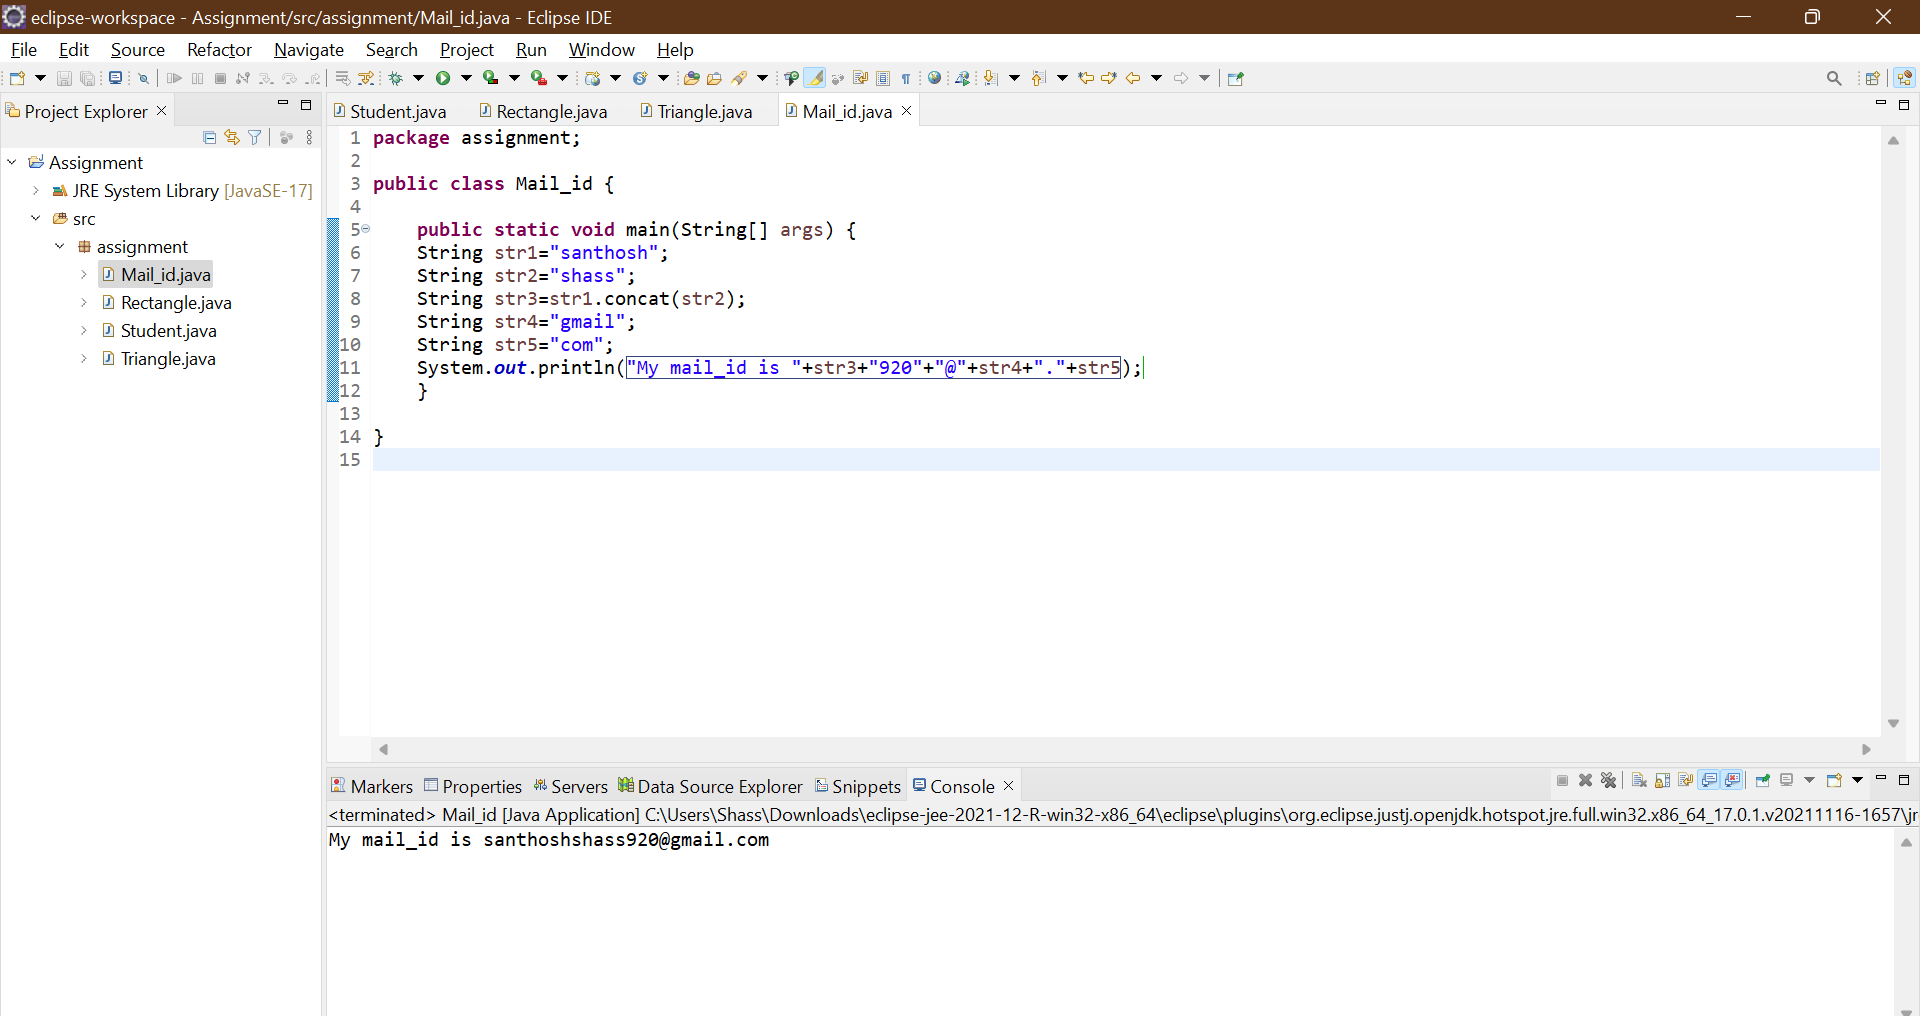 eclipse-workspace - Assignment/src/assignment/Mail_id.java - Eclipse IDE
File Edit Source Refactor Navigate Search Project Run Window Help
Project Explorer
Assignment
JRE System Library [JavaSE-17]
src
assignment
Mail_id.java
Rectangle.java
Student.java
Triangle.java
Student.java Rectangle.java Triangle.java Mail_id.java
1 package assignment;
2
3 public class Mail_id {
4
5 public static void main(String[] args) {
6 String str1="santhosh";
7 String str2="shass";
8 String str3=str1.concat(str2);
9 String str4="gmail";
10 String str5="com";
11 System.out.println("My mail_id is "+str3+"920"+"@"+str4+"."+str5);
12 }
13
14 }
15
Markers Properties Servers Data Source Explorer Snippets Console
<terminated> Mail_id [Java Application] C:\Users\Shass\Downloads\eclipse-jee-2021-12-R-win32-x86_64\eclipse\plugins\org.eclipse.justj.openjdk.hotspot.jre.full.win32.x86_64_17.0.1.v20211116-1657\jr
My mail_id is santhoshshass920@gmail.com